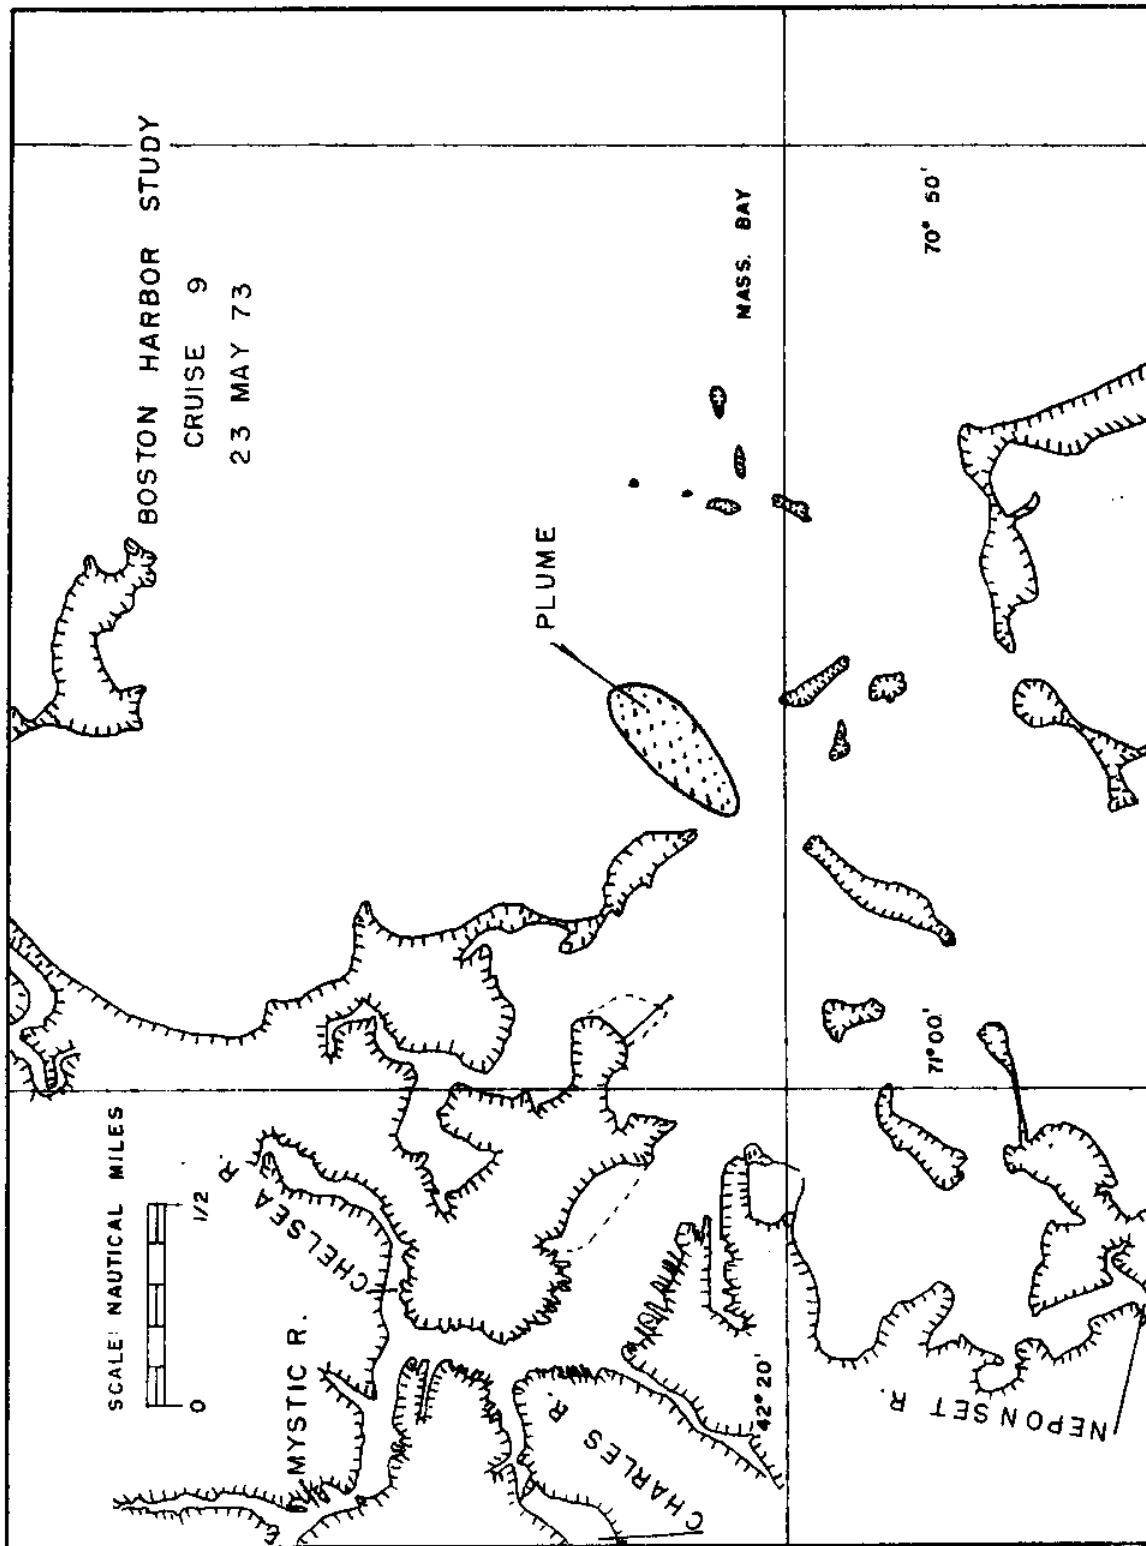 BOSTON HARBOR STUDY
CRUISE 9
23 MAY 73
SCALE: NAUTICAL MILES
0
1/2
CHELSEA R.
MYSTIC R.
PLUME
CHARLES R.
MASS. BAY
42° 20'
70° 50'
71° 00'
NEPONSET R.